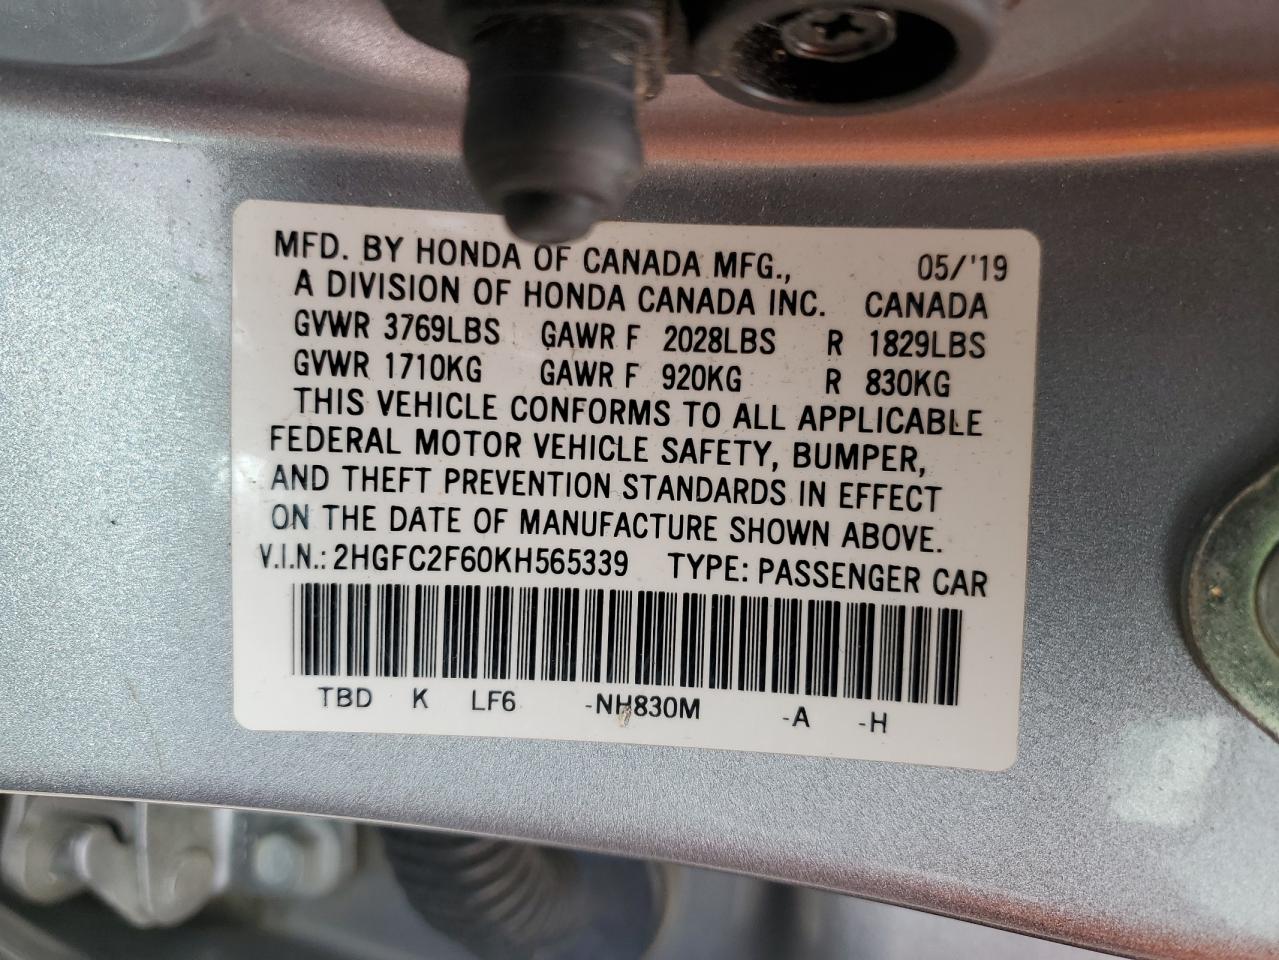 MFD. BY HONDA OF CANADA MFG., 05/'19
A DIVISION OF HONDA CANADA INC. CANADA
GVWR 3769LBS GAWR F 2028LBS R 1829LBS
GVWR 1710KG GAWR F 920KG R 830KG
THIS VEHICLE CONFORMS TO ALL APPLICABLE
FEDERAL MOTOR VEHICLE SAFETY, BUMPER,
AND THEFT PREVENTION STANDARDS IN EFFECT
ON THE DATE OF MANUFACTURE SHOWN ABOVE.
V.I.N.: 2HGFC2F60KH565339 TYPE: PASSENGER CAR
TBD K LF6 -NH830M -A -H